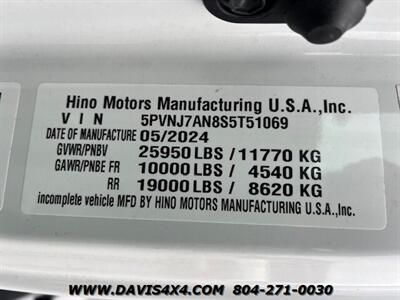 Hino Motors Manufacturing U.S.A.,Inc.
V I N 5PVNJ7AN8S5T51069
DATE OF MANUFACTURE 05/2024
GVWR/PNBV 25950 LBS / 11770 KG
GAWR/PNBE FR 10000 LBS / 4540 KG
RR 19000 LBS / 8620 KG
incomplete vehicle MFD BY HINO MOTORS MANUFACTURING U.S.A.,Inc.
WWW.DAVIS4X4.COM 804-271-0030